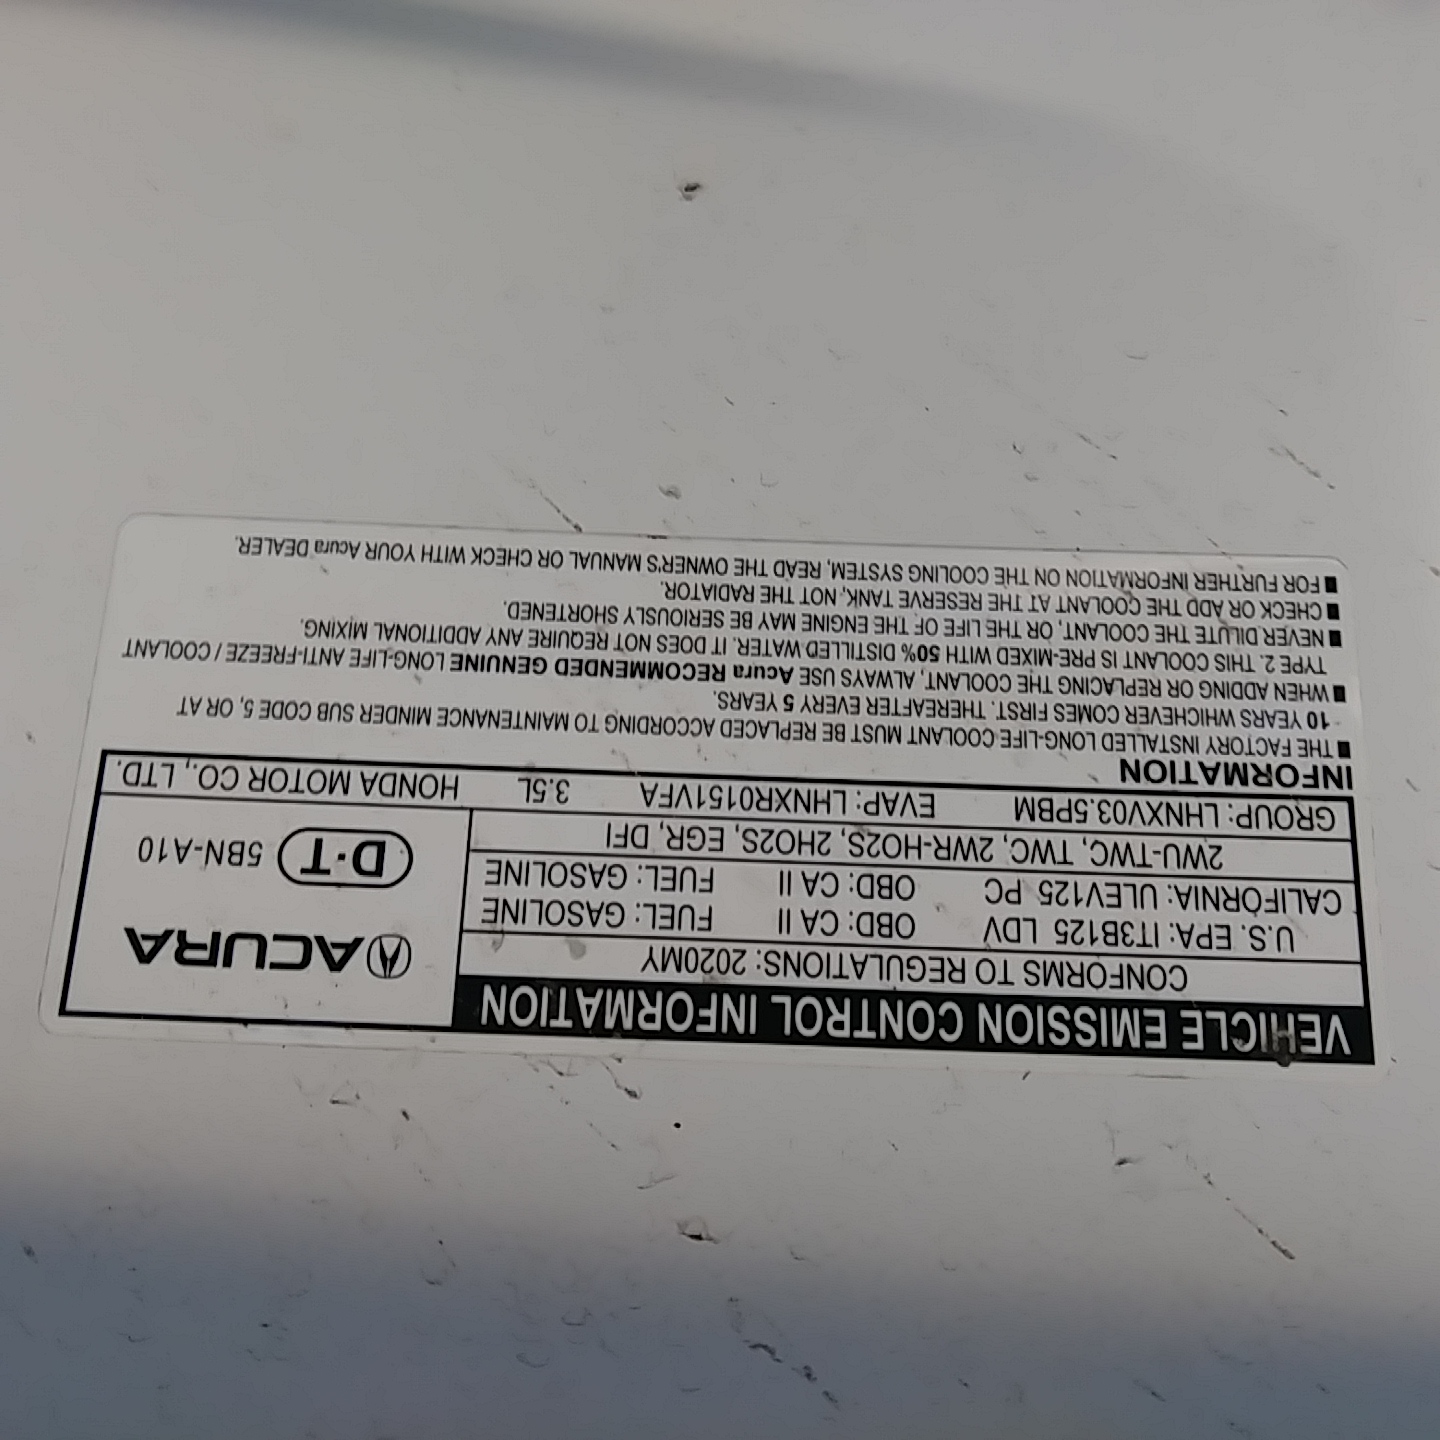 VEHICLE EMISSION CONTROL INFORMATION
CONFORMS TO REGULATIONS: 2020MY
U.S. EPA: IT3B125 LDV OBD: CA II FUEL: GASOLINE
CALIFORNIA: ULEV125 PC OBD: CA II FUEL: GASOLINE
2WU-TWC, TWC, 2WR-HO2S, 2HO2S, EGR, DFI
ACURA
D·T 5BN-A10
GROUP: LHNXV03.5PBM EVAP: LHNXR0151VFA 3.5L HONDA MOTOR CO., LTD.
INFORMATION
■ THE FACTORY INSTALLED LONG-LIFE COOLANT MUST BE REPLACED ACCORDING TO MAINTENANCE MINDER SUB CODE 5, OR AT
10 YEARS WHICHEVER COMES FIRST. THEREAFTER EVERY 5 YEARS.
■ WHEN ADDING OR REPLACING THE COOLANT, ALWAYS USE Acura RECOMMENDED GENUINE LONG-LIFE ANTI-FREEZE / COOLANT
TYPE 2. THIS COOLANT IS PRE-MIXED WITH 50% DISTILLED WATER. IT DOES NOT REQUIRE ANY ADDITIONAL MIXING.
■ NEVER DILUTE THE COOLANT, OR THE LIFE OF THE ENGINE MAY BE SERIOUSLY SHORTENED.
■ CHECK OR ADD THE COOLANT AT THE RESERVE TANK, NOT THE RADIATOR.
■ FOR FURTHER INFORMATION ON THE COOLING SYSTEM, READ THE OWNER'S MANUAL OR CHECK WITH YOUR Acura DEALER.